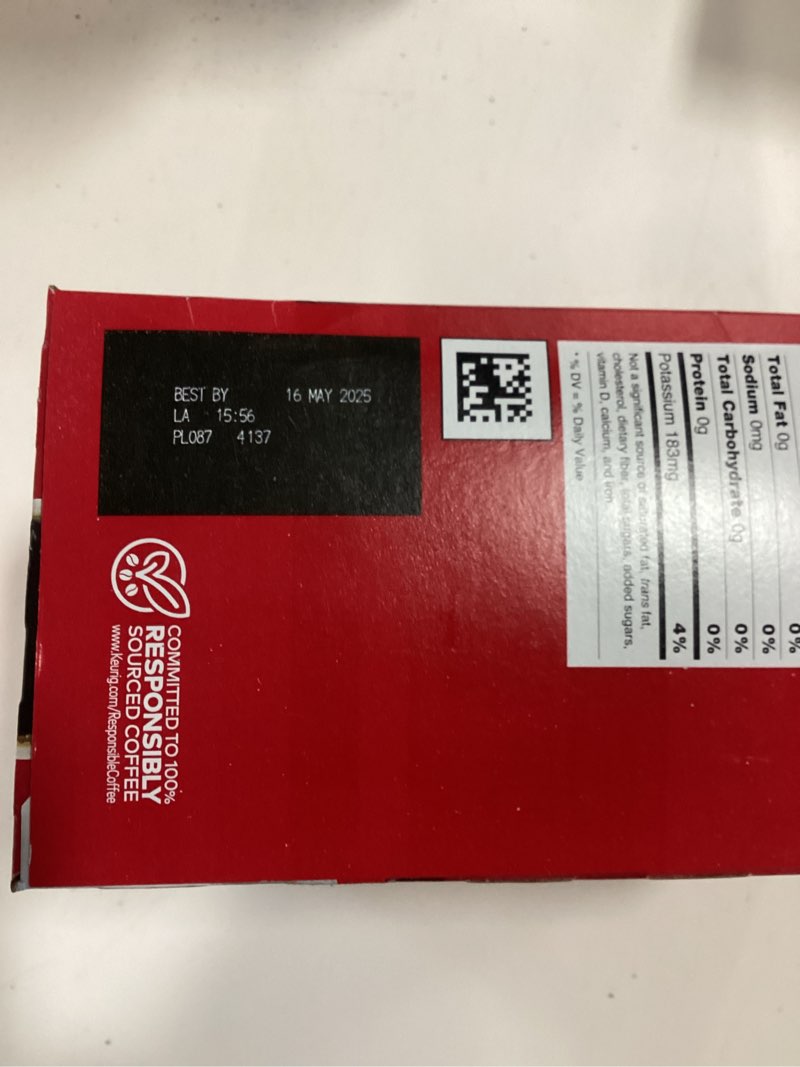 BEST BY 16 MAY 2025
LA 15:56
PL087 4137
COMMITTED TO 100%
RESPONSIBLY
SOURCED COFFEE
www.Keurig.com/ResponsibleCoffee
0%
Total Fat 0g 0%
Sodium 0mg 0%
Total Carbohydrate 0g 0%
Protein 0g
Potassium 183mg 4%
Not a significant source of saturated fat, trans fat,
cholesterol, dietary fiber, total sugars, added sugars,
vitamin D, calcium, and iron.
* % DV = % Daily Value